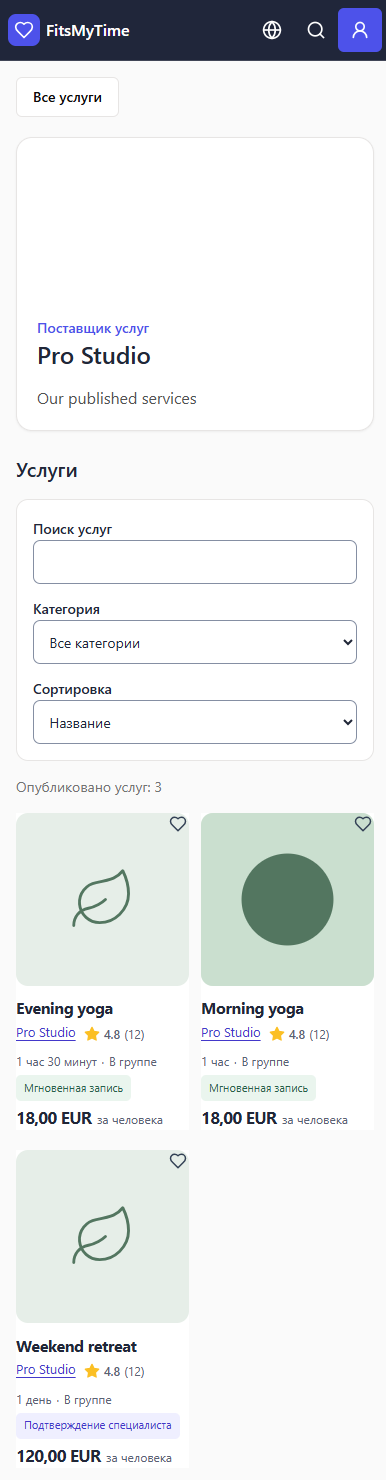 FitsMyTime
Все услуги
Поставщик услуг
Pro Studio
Our published services
Услуги
Поиск услуг
Категория
Все категории
Сортировка
Название
Опубликовано услуг: 3
Evening yoga
Pro Studio 4.8 (12)
1 час 30 минут · В группе
Мгновенная запись
18,00 EUR за человека
Morning yoga
Pro Studio 4.8 (12)
1 час · В группе
Мгновенная запись
18,00 EUR за человека
Weekend retreat
Pro Studio 4.8 (12)
1 день · В группе
Подтверждение специалиста
120,00 EUR за человека